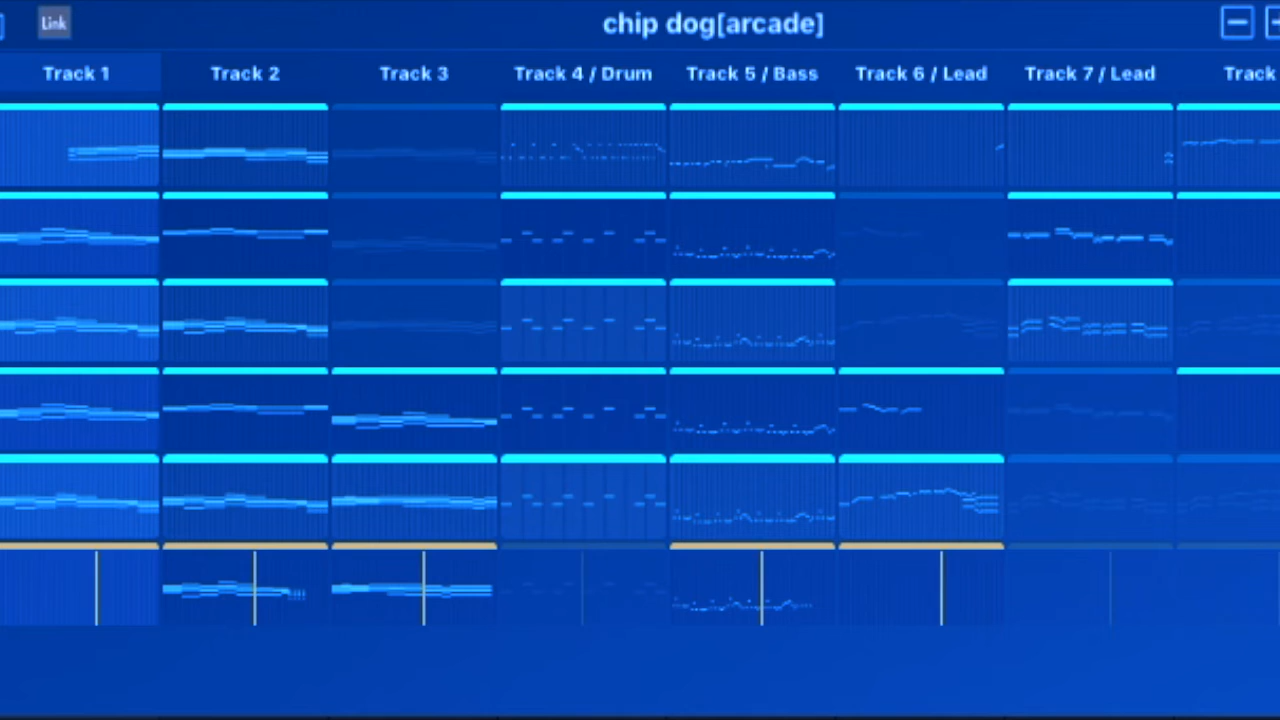 Link
chip dog[arcade]
Track 1
Track 2
Track 3
Track 4 / Drum
Track 5 / Bass
Track 6 / Lead
Track 7 / Lead
Track